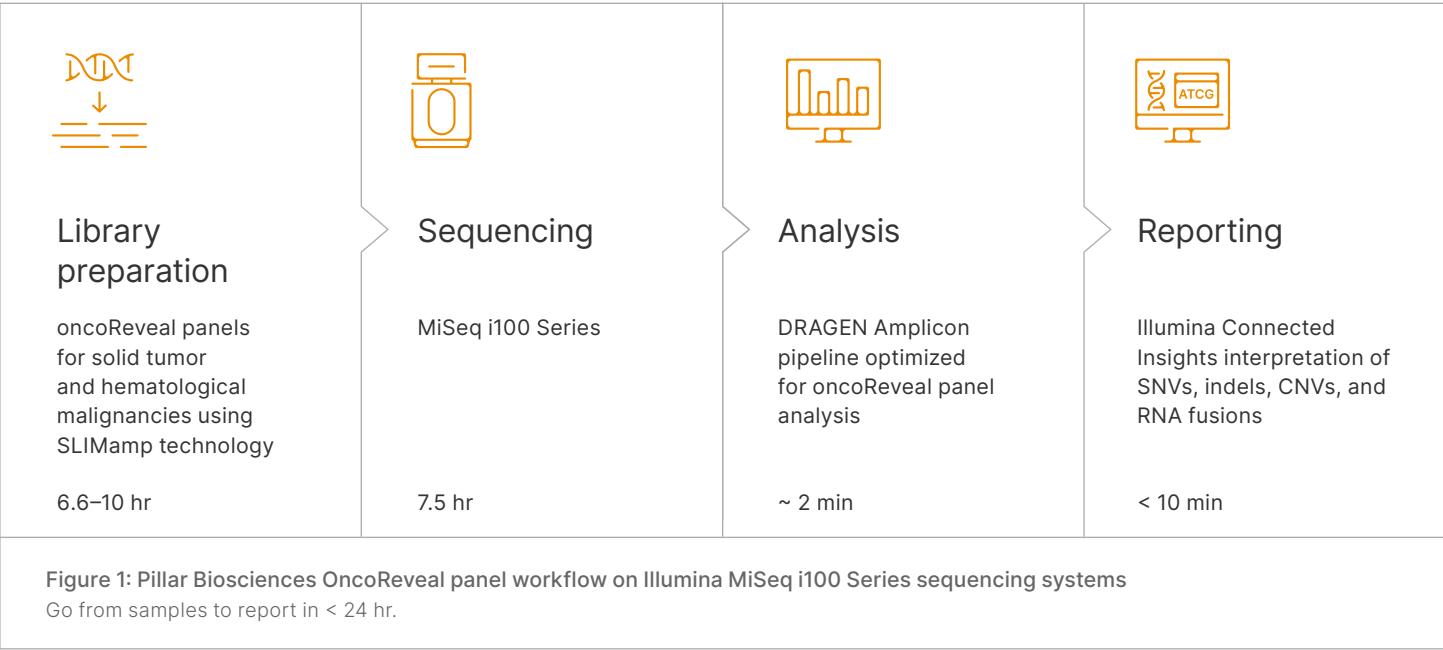 ATCG
Library
preparation
oncoReveal panels
for solid tumor
and hematological
malignancies using
SLIMamp technology
6.6–10 hr
Sequencing
MiSeq i100 Series
7.5 hr
Analysis
DRAGEN Amplicon
pipeline optimized
for oncoReveal panel
analysis
~ 2 min
Reporting
Illumina Connected
Insights interpretation of
SNVs, indels, CNVs, and
RNA fusions
< 10 min
Figure 1: Pillar Biosciences OncoReveal panel workflow on Illumina MiSeq i100 Series sequencing systems
Go from samples to report in < 24 hr.